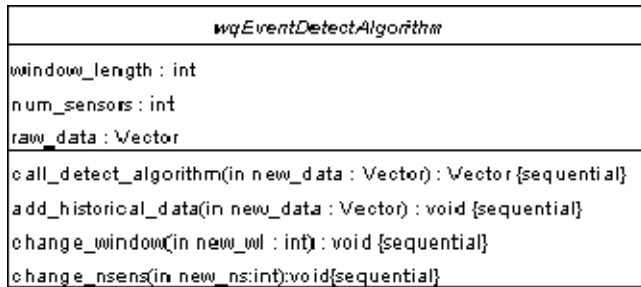 wqEventDetectAlgorithm
window_length : int
num_sensors : int
raw_data : Vector
call_detect_algorithm(in new_data : Vector) : Vector {sequential}
add_historical_data(in new_data : Vector) : void {sequential}
change_window(in new_wl : int) : void {sequential}
change_nsens(in new_ns:int):void{sequential}